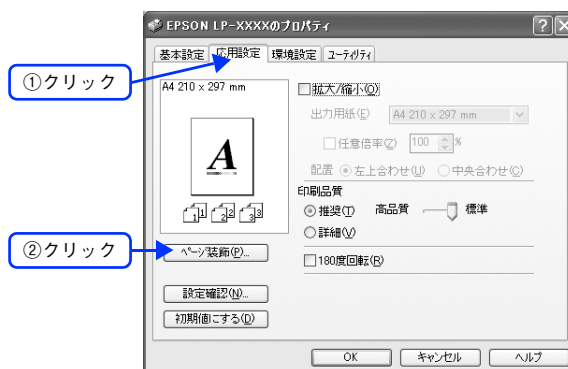 EPSON LP-XXXXのプロパティ
基本設定 応用設定 環境設定 ユーティリティ
①クリック
A4 210 x 297 mm
A
1 1 2 2 3 3
②クリック
ページ装飾(P)...
設定確認(N)...
初期値にする(D)
拡大/縮小(O)
出力用紙(E) A4 210 x 297 mm
任意倍率(Z) 100 %
配置 左上合わせ(U) 中央合わせ(C)
印刷品質
推奨(T) 高品質 標準
詳細(V)
180度回転(R)
OK キャンセル ヘルプ